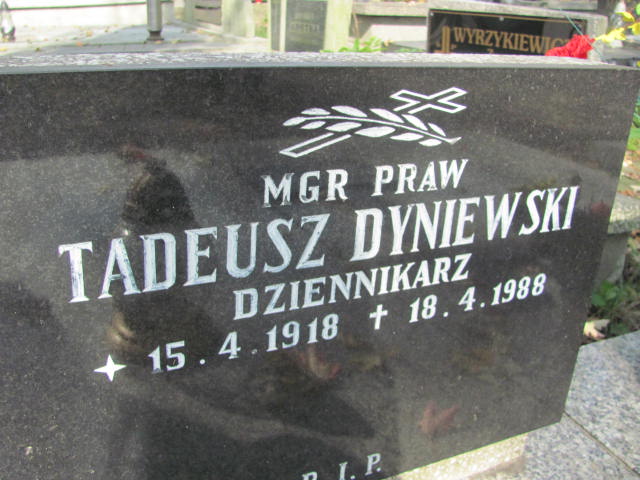 WYRZYKIEWICZ
MGR PRAW
TADEUSZ DYNIEWSKI
DZIENNIKARZ
15.4.1918 † 18.4.1988
R.I.P.